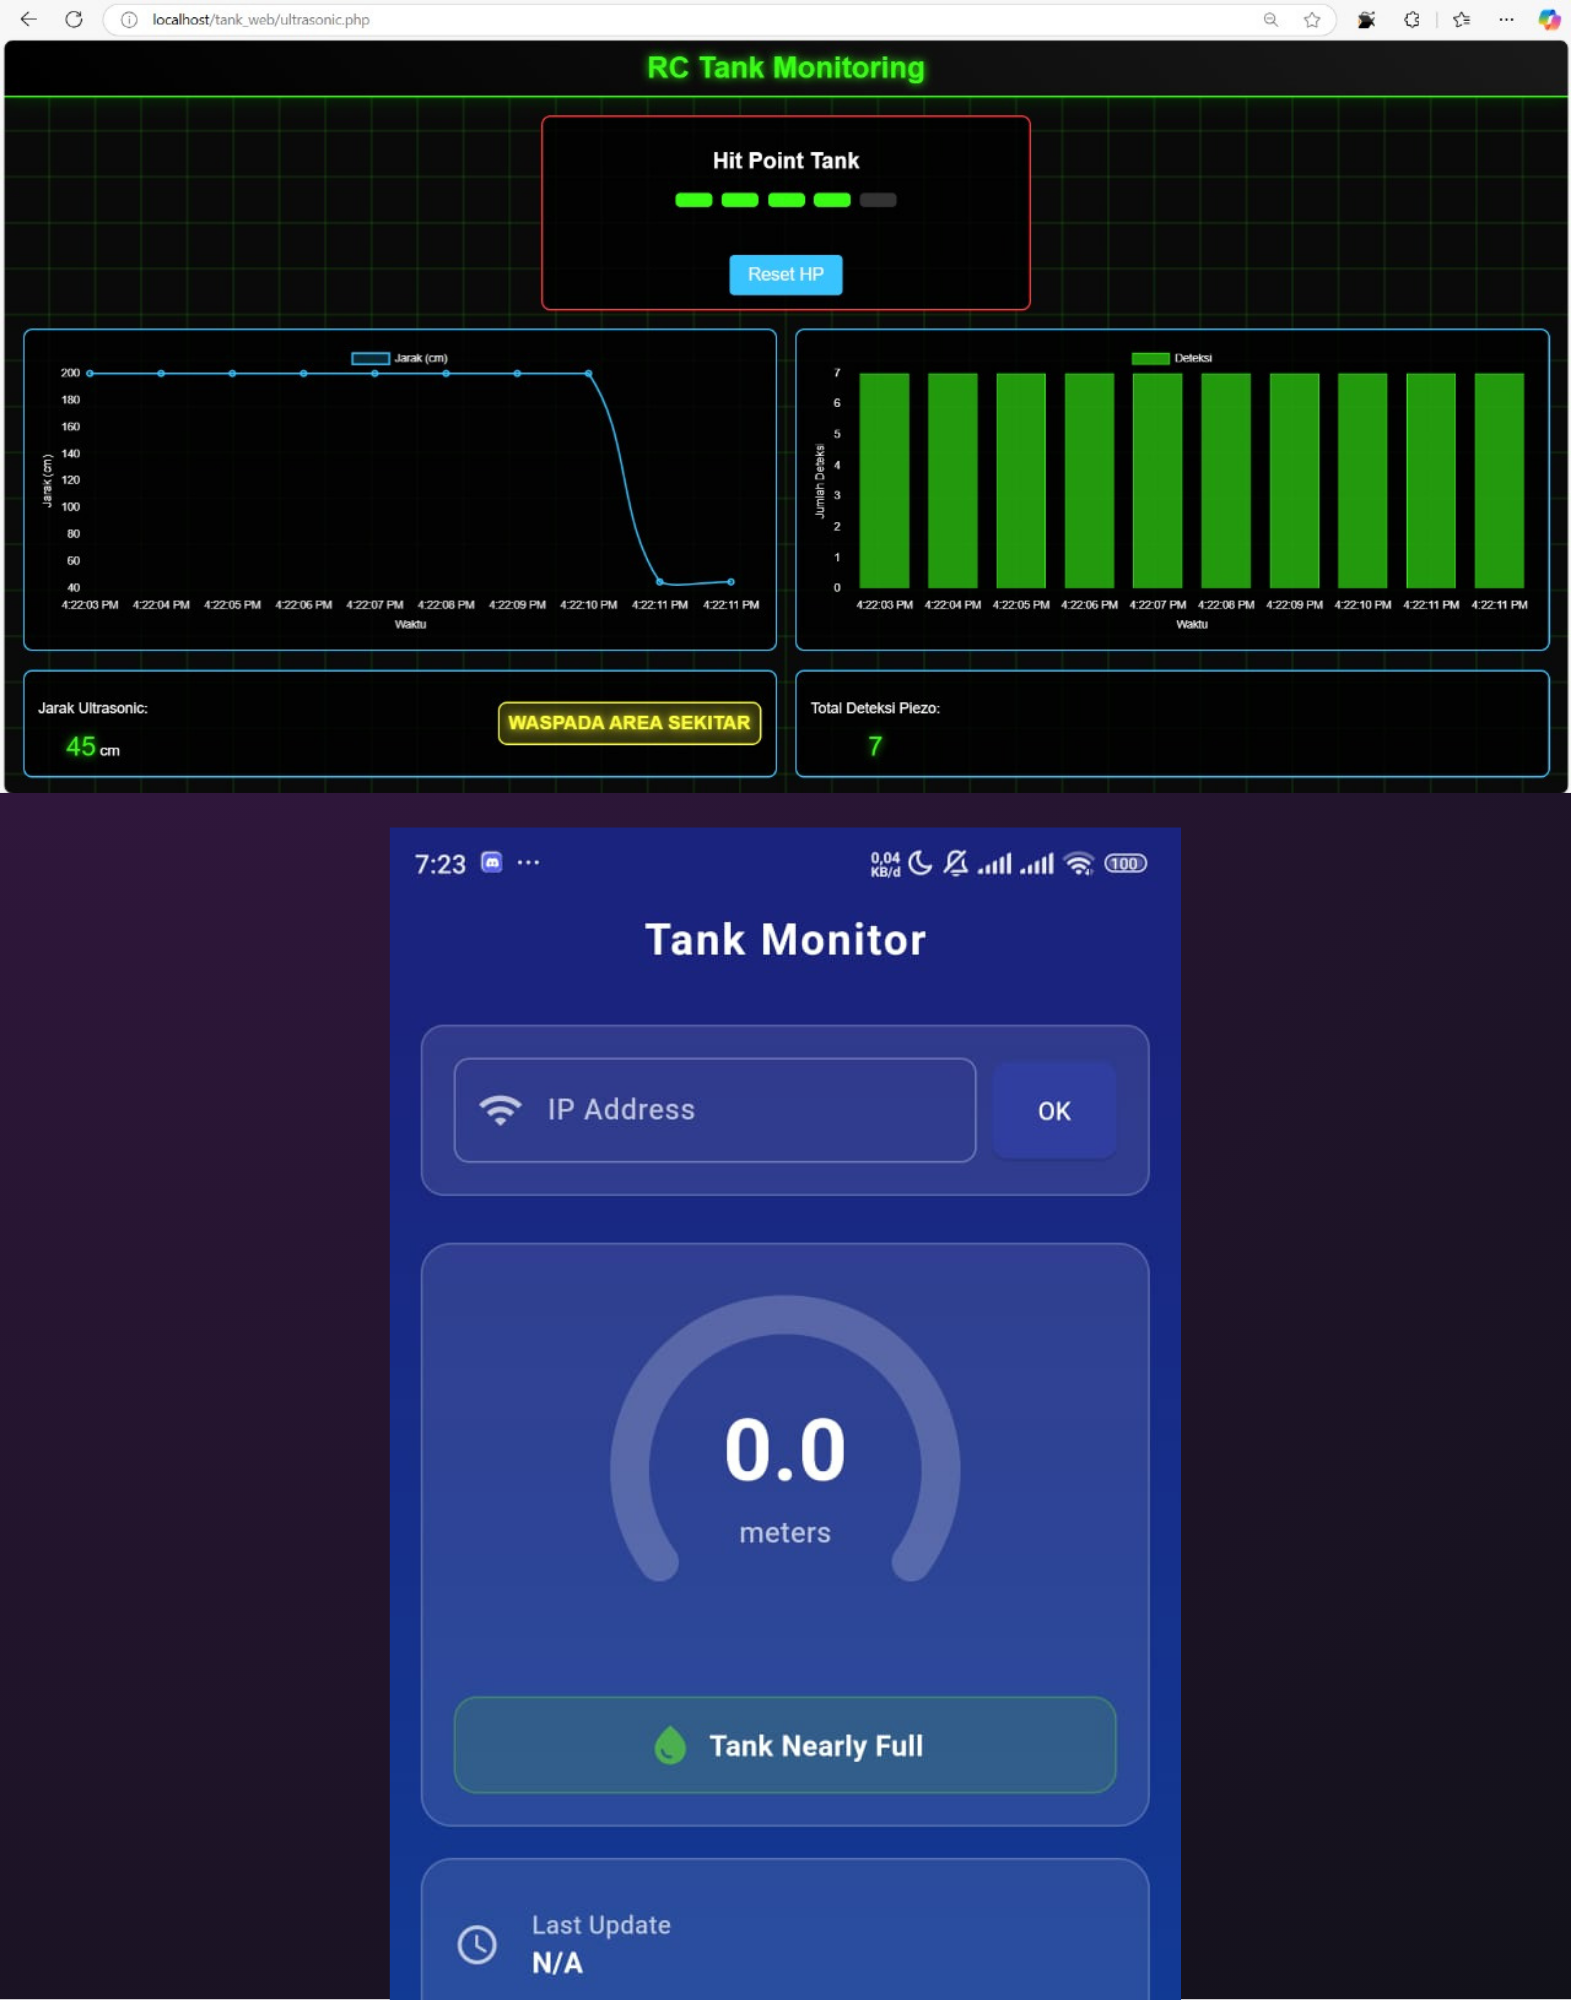 localhost/tank_web/ultrasonic.php
RC Tank Monitoring
Hit Point Tank
Reset HP
Jarak (cm)
200
180
160
140
120
100
80
60
40
Jarak (cm)
4:22:03 PM 4:22:04 PM 4:22:05 PM 4:22:06 PM 4:22:07 PM 4:22:08 PM 4:22:09 PM 4:22:10 PM 4:22:11 PM 4:22:11 PM
Waktu
Deteksi
7
6
5
4
3
2
1
0
Jumlah Deteksi
4:22:03 PM 4:22:04 PM 4:22:05 PM 4:22:06 PM 4:22:07 PM 4:22:08 PM 4:22:09 PM 4:22:10 PM 4:22:11 PM 4:22:11 PM
Waktu
Jarak Ultrasonic:
45 cm
WASPADA AREA SEKITAR
Total Deteksi Piezo:
7
7:23
0,04
KB/d
100
Tank Monitor
IP Address
OK
0.0
meters
Tank Nearly Full
Last Update
N/A